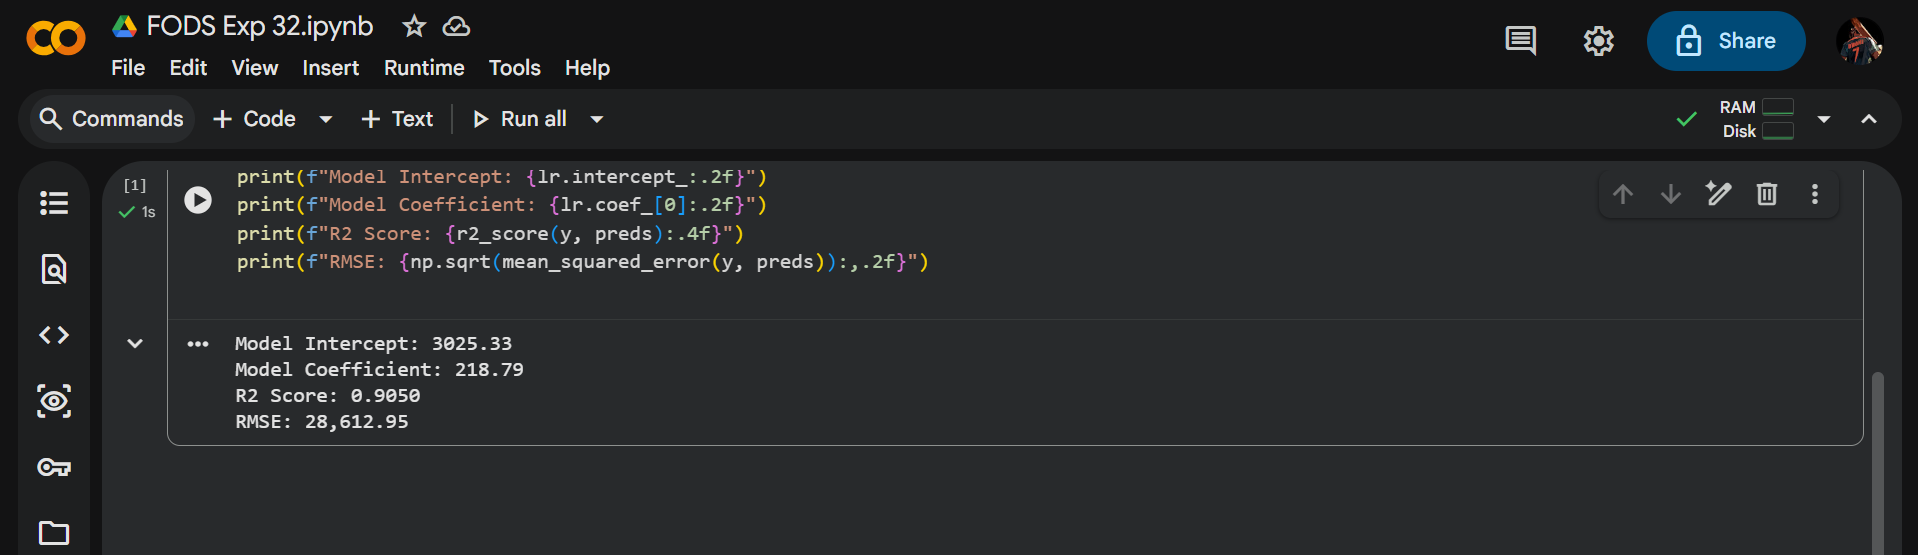 FODS Exp 32.ipynb
File Edit View Insert Runtime Tools Help
Share
Commands + Code + Text Run all
RAM
Disk
[1]
1s
print(f"Model Intercept: {lr.intercept_:.2f}")
print(f"Model Coefficient: {lr.coef_[0]:.2f}")
print(f"R2 Score: {r2_score(y, preds):.4f}")
print(f"RMSE: {np.sqrt(mean_squared_error(y, preds)):,.2f}")
Model Intercept: 3025.33
Model Coefficient: 218.79
R2 Score: 0.9050
RMSE: 28,612.95